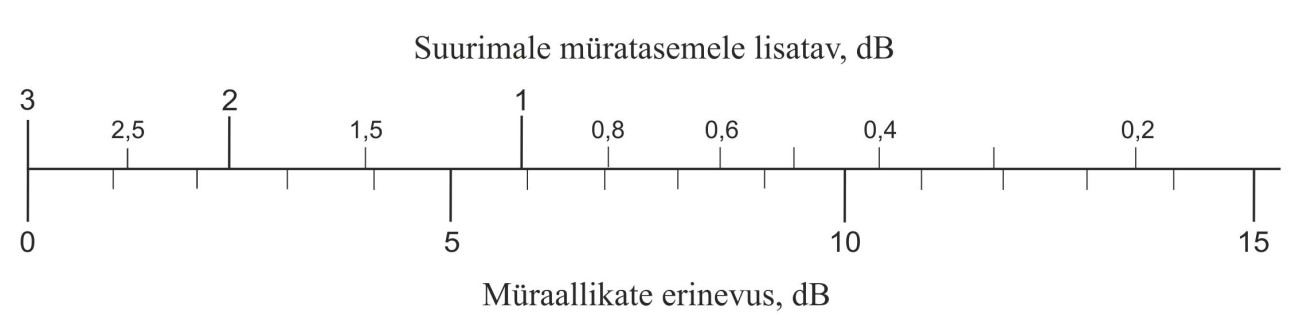 Suurimale müratasemele lisatav, dB
3 2 1
2,5 1,5 0,8 0,6 0,4 0,2
0 5 10 15
Müraallikate erinevus, dB